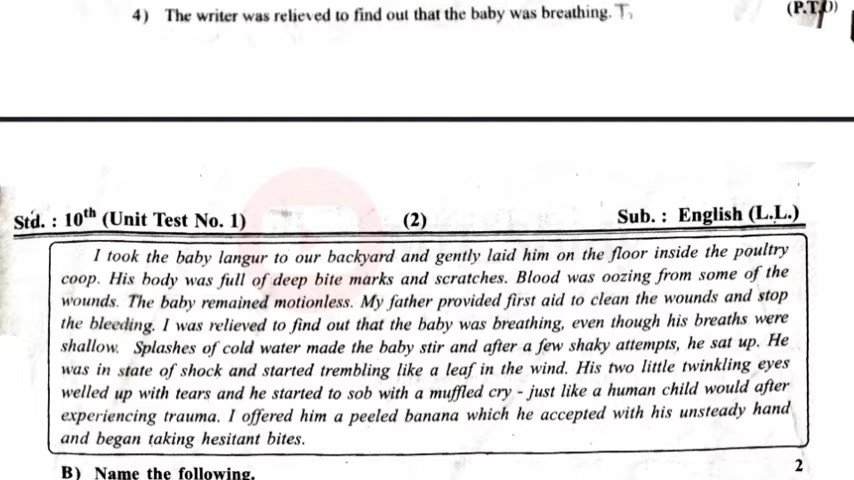 4) The writer was relieved to find out that the baby was breathing. T,
(P.T.O)
Std. : 10th (Unit Test No. 1) (2) Sub. : English (L.L.)
I took the baby langur to our backyard and gently laid him on the floor inside the poultry
coop. His body was full of deep bite marks and scratches. Blood was oozing from some of the
wounds. The baby remained motionless. My father provided first aid to clean the wounds and stop
the bleeding. I was relieved to find out that the baby was breathing, even though his breaths were
shallow. Splashes of cold water made the baby stir and after a few shaky attempts, he sat up. He
was in state of shock and started trembling like a leaf in the wind. His two little twinkling eyes
welled up with tears and he started to sob with a muffled cry - just like a human child would after
experiencing trauma. I offered him a peeled banana which he accepted with his unsteady hand
and began taking hesitant bites.
B) Name the following. 2